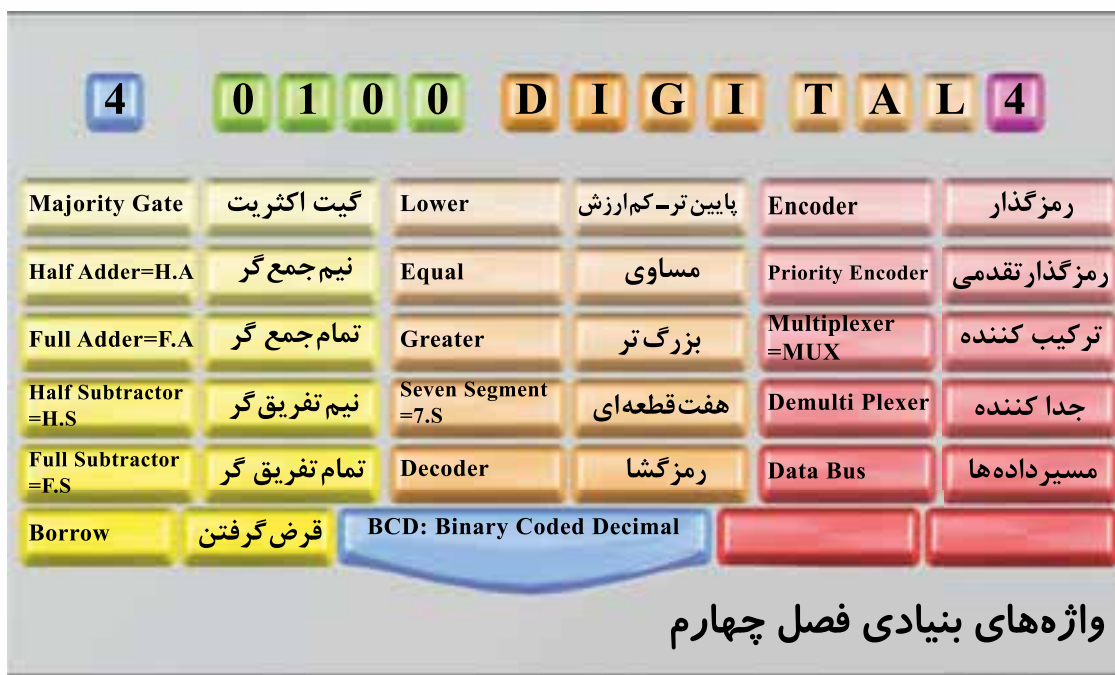 4 0100 DIGITAL 4
Majority Gate گیت اکثریت Lower پایین تر–کم ارزش Encoder رمزگذار
Half Adder=H.A نیم جمع گر Equal مساوی Priority Encoder رمزگذار تقدمی
Full Adder=F.A تمام جمع گر Greater بزرگ تر Multiplexer
=MUX ترکیب کننده
Half Subtractor
=H.S نیم تفریق گر Seven Segment
=7.S هفت قطعه‌ای Demulti Plexer جدا کننده
Full Subtractor
=F.S تمام تفریق گر Decoder رمزگشا Data Bus مسیر داده‌ها
Borrow قرض گرفتن BCD: Binary Coded Decimal
واژه‌های بنیادی فصل چهارم